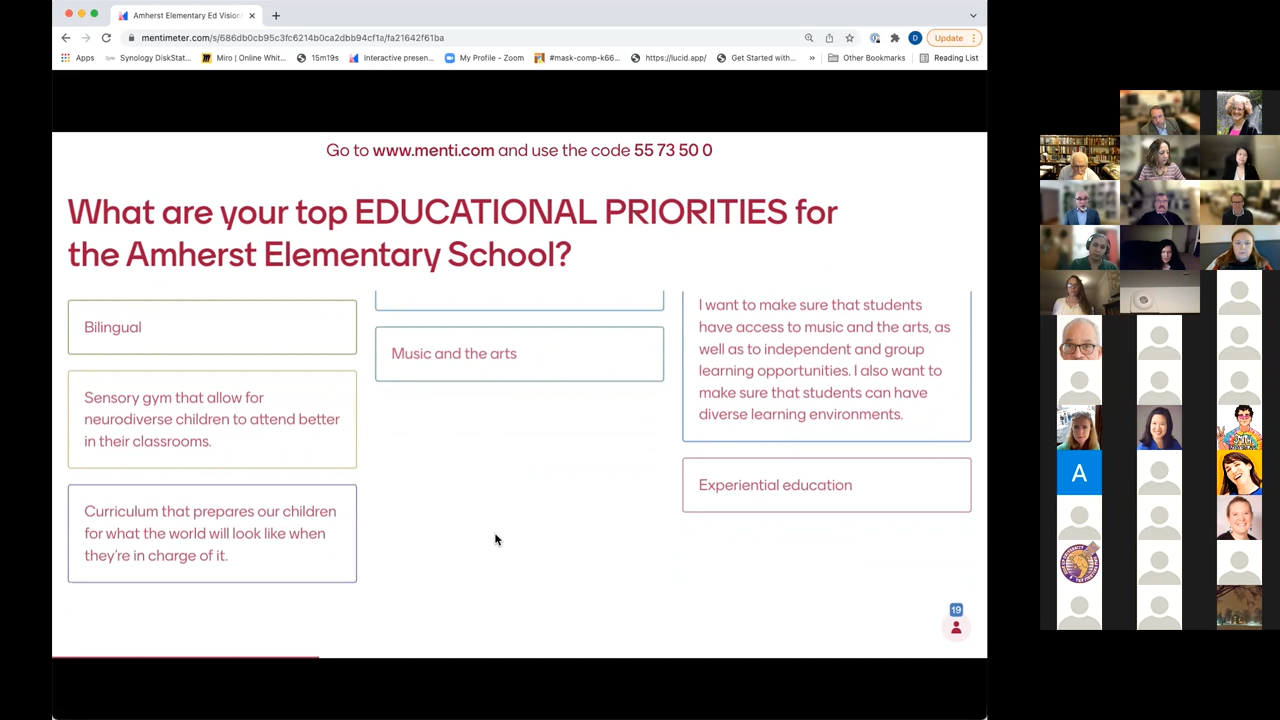 Amherst Elementary Ed Vision
mentimeter.com/s/686db0cb95c3fc6214b0ca2dbb94cf1a/fa21642f61ba
D
Update
Apps
Synology DiskStat...
Miro | Online Whit...
15m19s
Interactive presen...
My Profile - Zoom
#mask-comp-k66...
https://lucid.app/
Get Started with...
»
Other Bookmarks
Reading List
Go to www.menti.com and use the code 55 73 50 0
What are your top EDUCATIONAL PRIORITIES for
the Amherst Elementary School?
Bilingual
Sensory gym that allow for
neurodiverse children to attend better
in their classrooms.
Curriculum that prepares our children
for what the world will look like when
they're in charge of it.
Music and the arts
I want to make sure that students
have access to music and the arts, as
well as to independent and group
learning opportunities. I also want to
make sure that students can have
diverse learning environments.
Experiential education
19
A